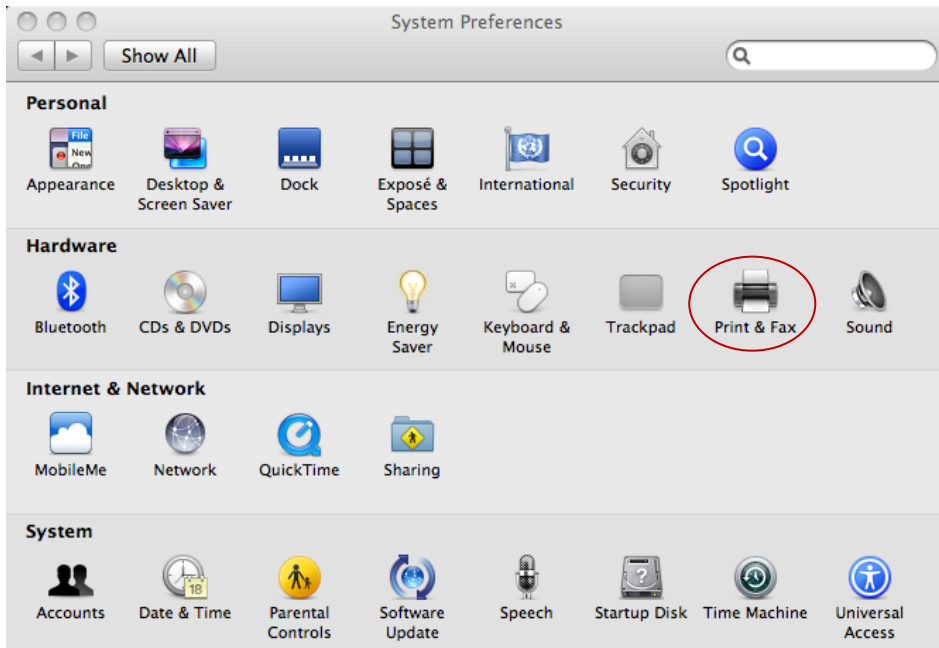 System Preferences
Show All
Personal
File
New
Appearance
Desktop &
Screen Saver
Dock
Exposé &
Spaces
International
Security
Spotlight
Hardware
Bluetooth
CDs & DVDs
Displays
Energy
Saver
Keyboard &
Mouse
Trackpad
Print & Fax
Sound
Internet & Network
MobileMe
Network
QuickTime
Sharing
System
18
Accounts
Date & Time
Parental
Controls
Software
Update
Speech
?
Startup Disk
Time Machine
Universal
Access